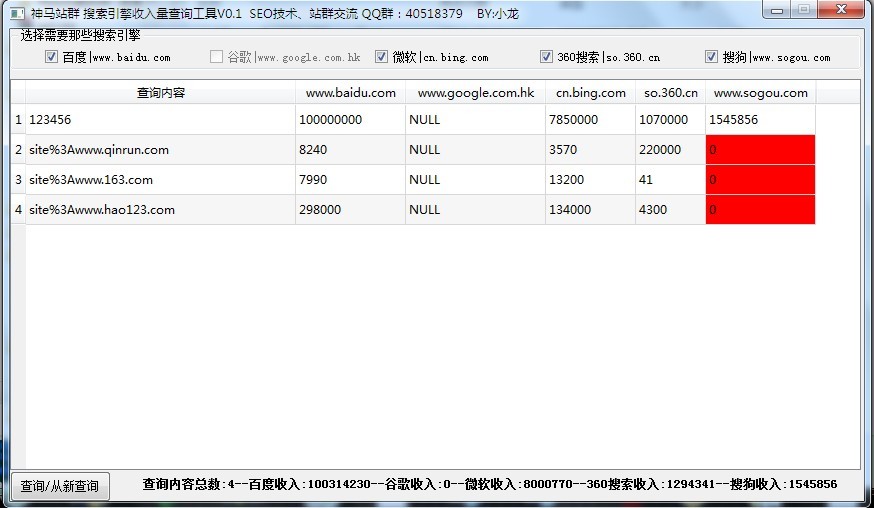 神马站群 搜索引擎收入量查询工具V0.1  SEO技术、站群交流 QQ群：40518379    BY:小龙
选择需要那些搜索引擎
百度|www.baidu.com 谷歌|www.google.com.hk 微软|cn.bing.com 360搜索|so.360.cn 搜狗|www.sogou.com
查询内容 www.baidu.com www.google.com.hk cn.bing.com so.360.cn www.sogou.com
1 123456 100000000 NULL 7850000 1070000 1545856
2 site%3Awww.qinrun.com 8240 NULL 3570 220000 0
3 site%3Awww.163.com 7990 NULL 13200 41 0
4 site%3Awww.hao123.com 298000 NULL 134000 4300 0
查询/从新查询 查询内容总数:4--百度收入:100314230--谷歌收入:0--微软收入:8000770--360搜索收入:1294341--搜狗收入:1545856